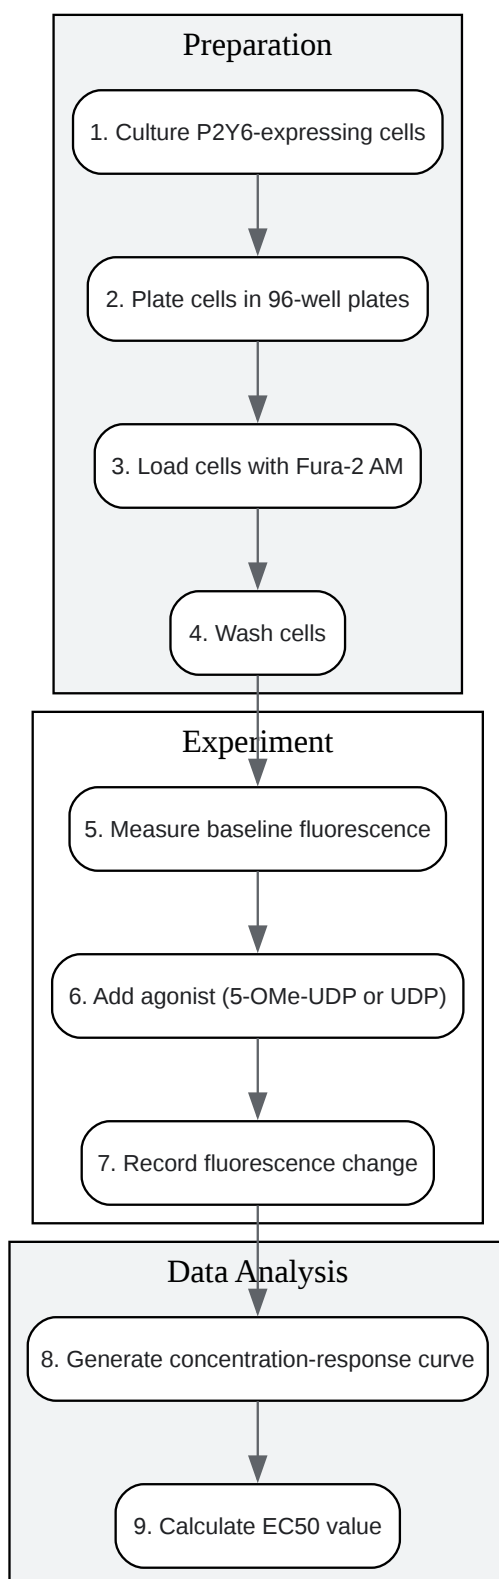 Preparation
1. Culture P2Y6-expressing cells
2. Plate cells in 96-well plates
3. Load cells with Fura-2 AM
4. Wash cells
Experiment
5. Measure baseline fluorescence
6. Add agonist (5-OMe-UDP or UDP)
7. Record fluorescence change
Data Analysis
8. Generate concentration-response curve
9. Calculate EC50 value